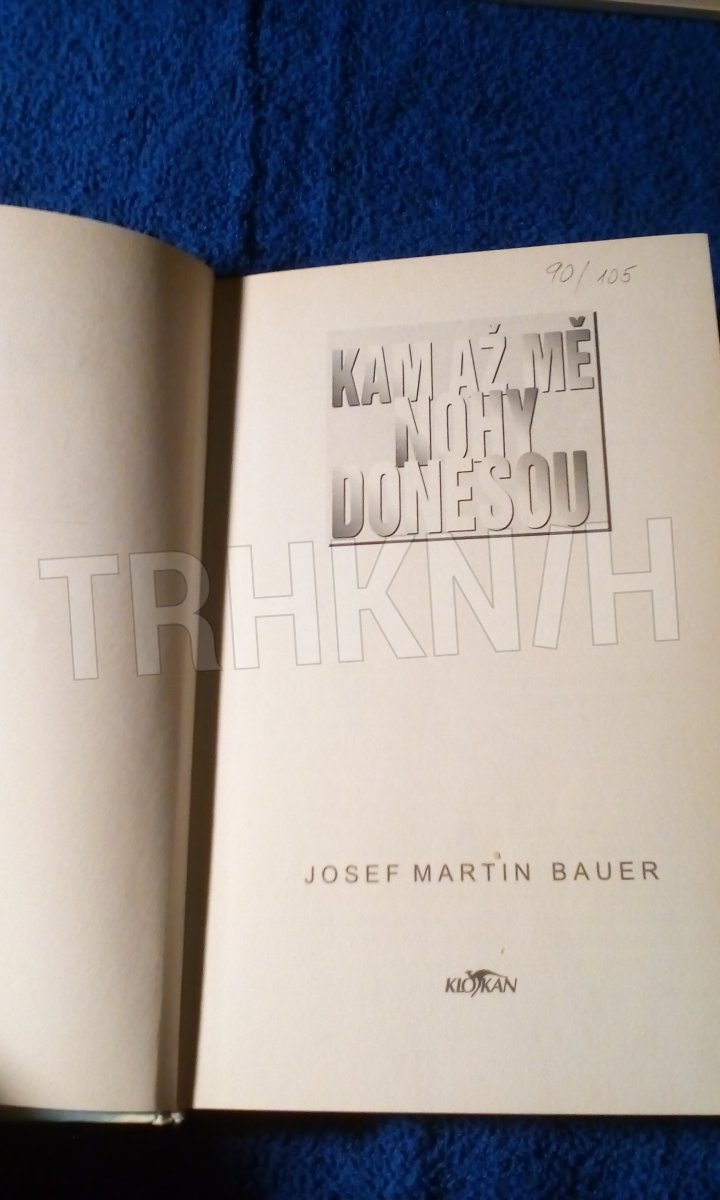 90/105
KAM AŽ MĚ
NOHY
DONESOU
TRHKNIH
JOSEF MARTIN BAUER
KLOKAN